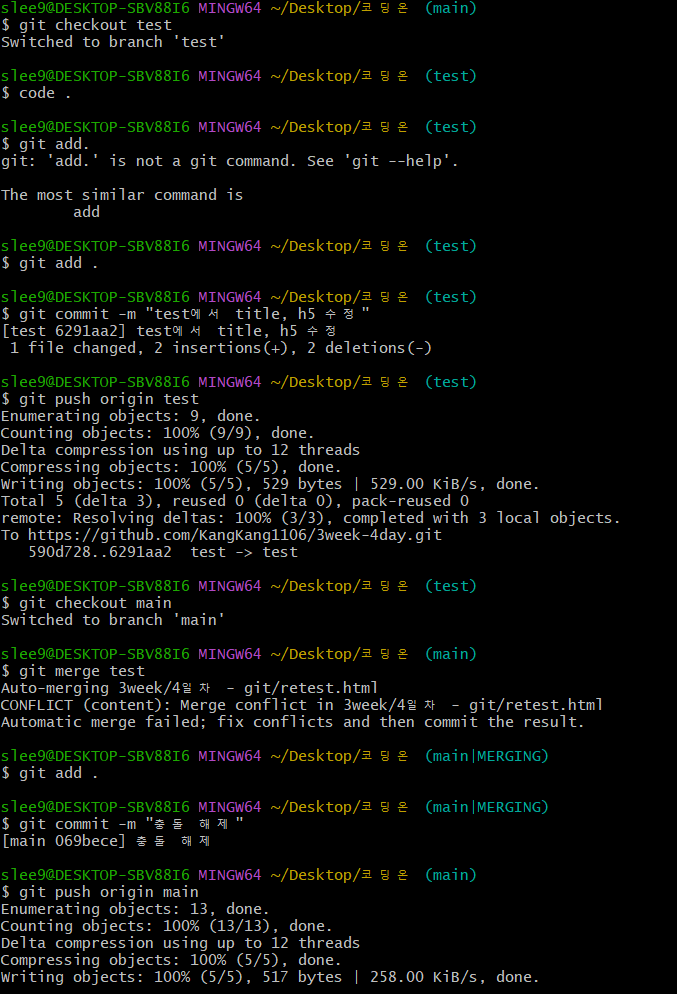 slee9@DESKTOP-SBV88I6 MINGW64 ~/Desktop/코딩온 (main)
$ git checkout test
Switched to branch 'test'
slee9@DESKTOP-SBV88I6 MINGW64 ~/Desktop/코딩온 (test)
$ code .
slee9@DESKTOP-SBV88I6 MINGW64 ~/Desktop/코딩온 (test)
$ git add.
git: 'add.' is not a git command. See 'git --help'.
The most similar command is
add
slee9@DESKTOP-SBV88I6 MINGW64 ~/Desktop/코딩온 (test)
$ git add .
slee9@DESKTOP-SBV88I6 MINGW64 ~/Desktop/코딩온 (test)
$ git commit -m "test에서 title, h5 수정"
[test 6291aa2] test에서 title, h5 수정
1 file changed, 2 insertions(+), 2 deletions(-)
slee9@DESKTOP-SBV88I6 MINGW64 ~/Desktop/코딩온 (test)
$ git push origin test
Enumerating objects: 9, done.
Counting objects: 100% (9/9), done.
Delta compression using up to 12 threads
Compressing objects: 100% (5/5), done.
Writing objects: 100% (5/5), 529 bytes | 529.00 KiB/s, done.
Total 5 (delta 3), reused 0 (delta 0), pack-reused 0
remote: Resolving deltas: 100% (3/3), completed with 3 local objects.
To https://github.com/KangKang1106/3week-4day.git
590d728..6291aa2  test -> test
slee9@DESKTOP-SBV88I6 MINGW64 ~/Desktop/코딩온 (test)
$ git checkout main
Switched to branch 'main'
slee9@DESKTOP-SBV88I6 MINGW64 ~/Desktop/코딩온 (main)
$ git merge test
Auto-merging 3week/4일차 - git/retest.html
CONFLICT (content): Merge conflict in 3week/4일차 - git/retest.html
Automatic merge failed; fix conflicts and then commit the result.
slee9@DESKTOP-SBV88I6 MINGW64 ~/Desktop/코딩온 (main|MERGING)
$ git add .
slee9@DESKTOP-SBV88I6 MINGW64 ~/Desktop/코딩온 (main|MERGING)
$ git commit -m "충돌 해제"
[main 069bece] 충돌 해제
slee9@DESKTOP-SBV88I6 MINGW64 ~/Desktop/코딩온 (main)
$ git push origin main
Enumerating objects: 13, done.
Counting objects: 100% (13/13), done.
Delta compression using up to 12 threads
Compressing objects: 100% (5/5), done.
Writing objects: 100% (5/5), 517 bytes | 258.00 KiB/s, done.